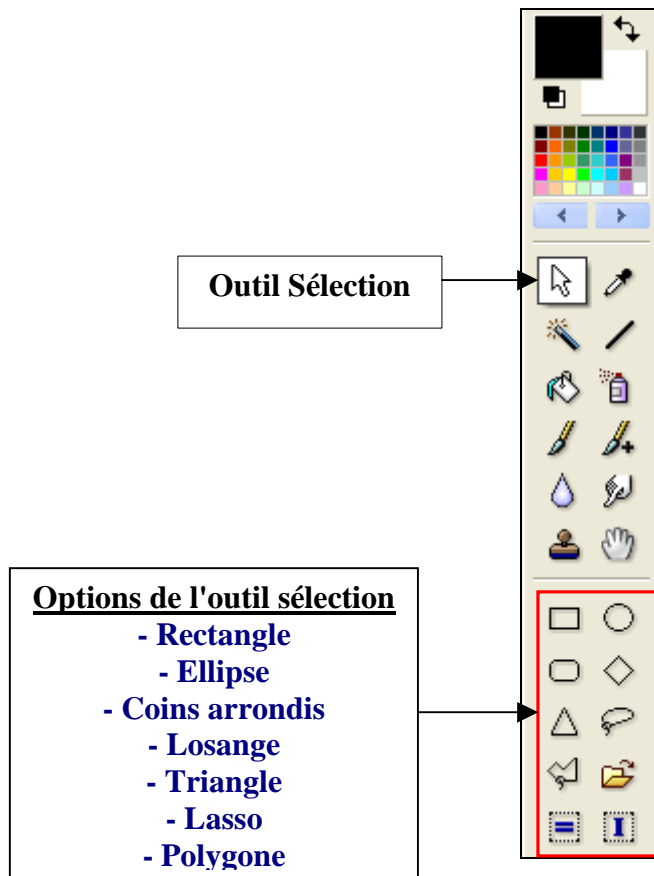 Outil Sélection
Options de l'outil sélection
- Rectangle
- Ellipse
- Coins arrondis
- Losange
- Triangle
- Lasso
- Polygone